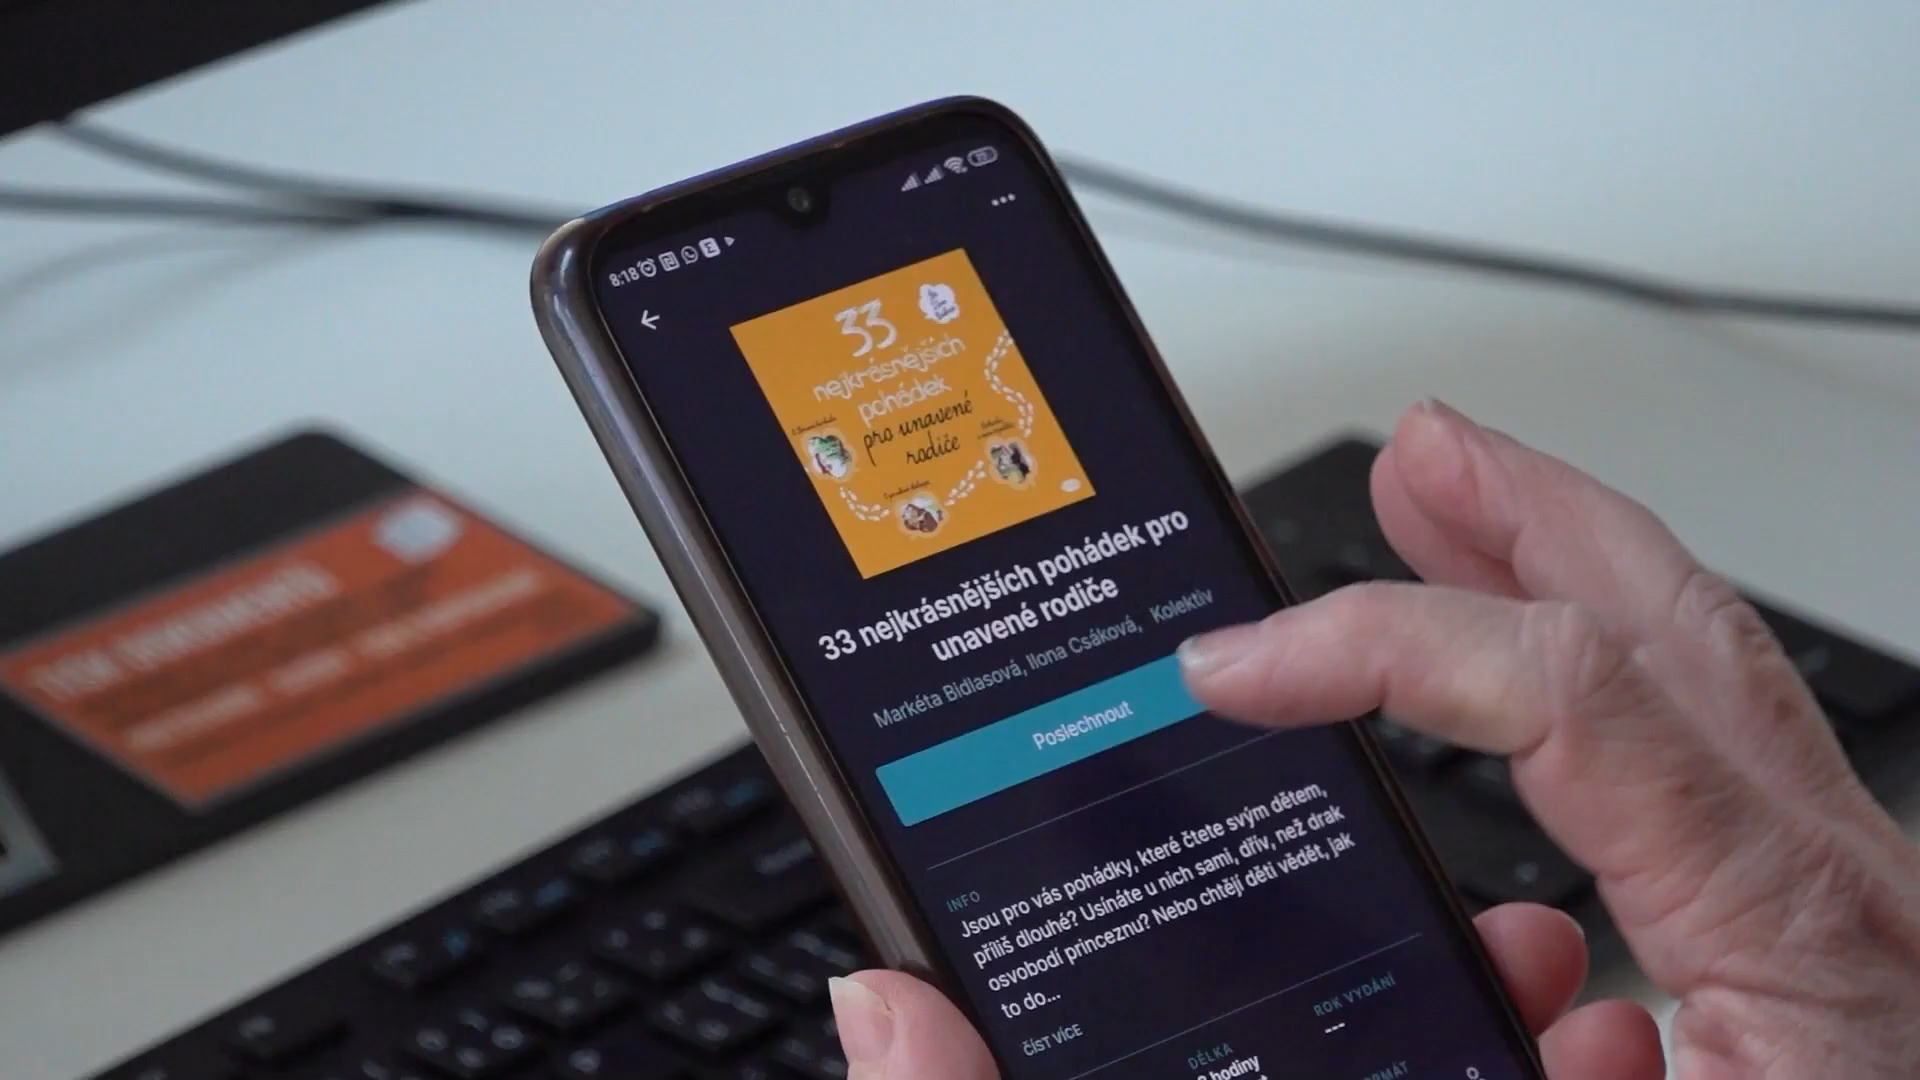 8:18
33
nejkrásnějších
pohádek
pro unavené
rodiče
33 nejkrásnějších pohádek pro
unavené rodiče
Markéta Bidlasová, Ilona Csáková, Kolektiv
Poslechnout
INFO
Jsou pro vás pohádky, které čtete svým dětem,
příliš dlouhé? Usínáte u nich sami, dřív, než drak
osvobodí princeznu? Nebo chtějí děti vědět, jak
to do...
ČÍST VÍCE
ROK VYDÁNÍ
---
DÉLKA
hodiny